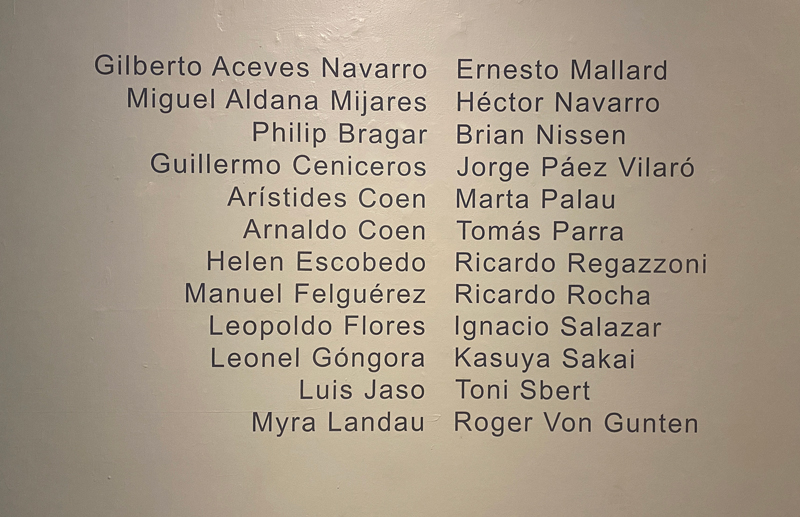 Gilberto Aceves Navarro
Miguel Aldana Mijares
Philip Bragar
Guillermo Ceniceros
Arístides Coen
Arnaldo Coen
Helen Escobedo
Manuel Felguérez
Leopoldo Flores
Leonel Góngora
Luis Jaso
Myra Landau
Ernesto Mallard
Héctor Navarro
Brian Nissen
Jorge Páez Vilaró
Marta Palau
Tomás Parra
Ricardo Regazzoni
Ricardo Rocha
Ignacio Salazar
Kasuya Sakai
Toni Sbert
Roger Von Gunten